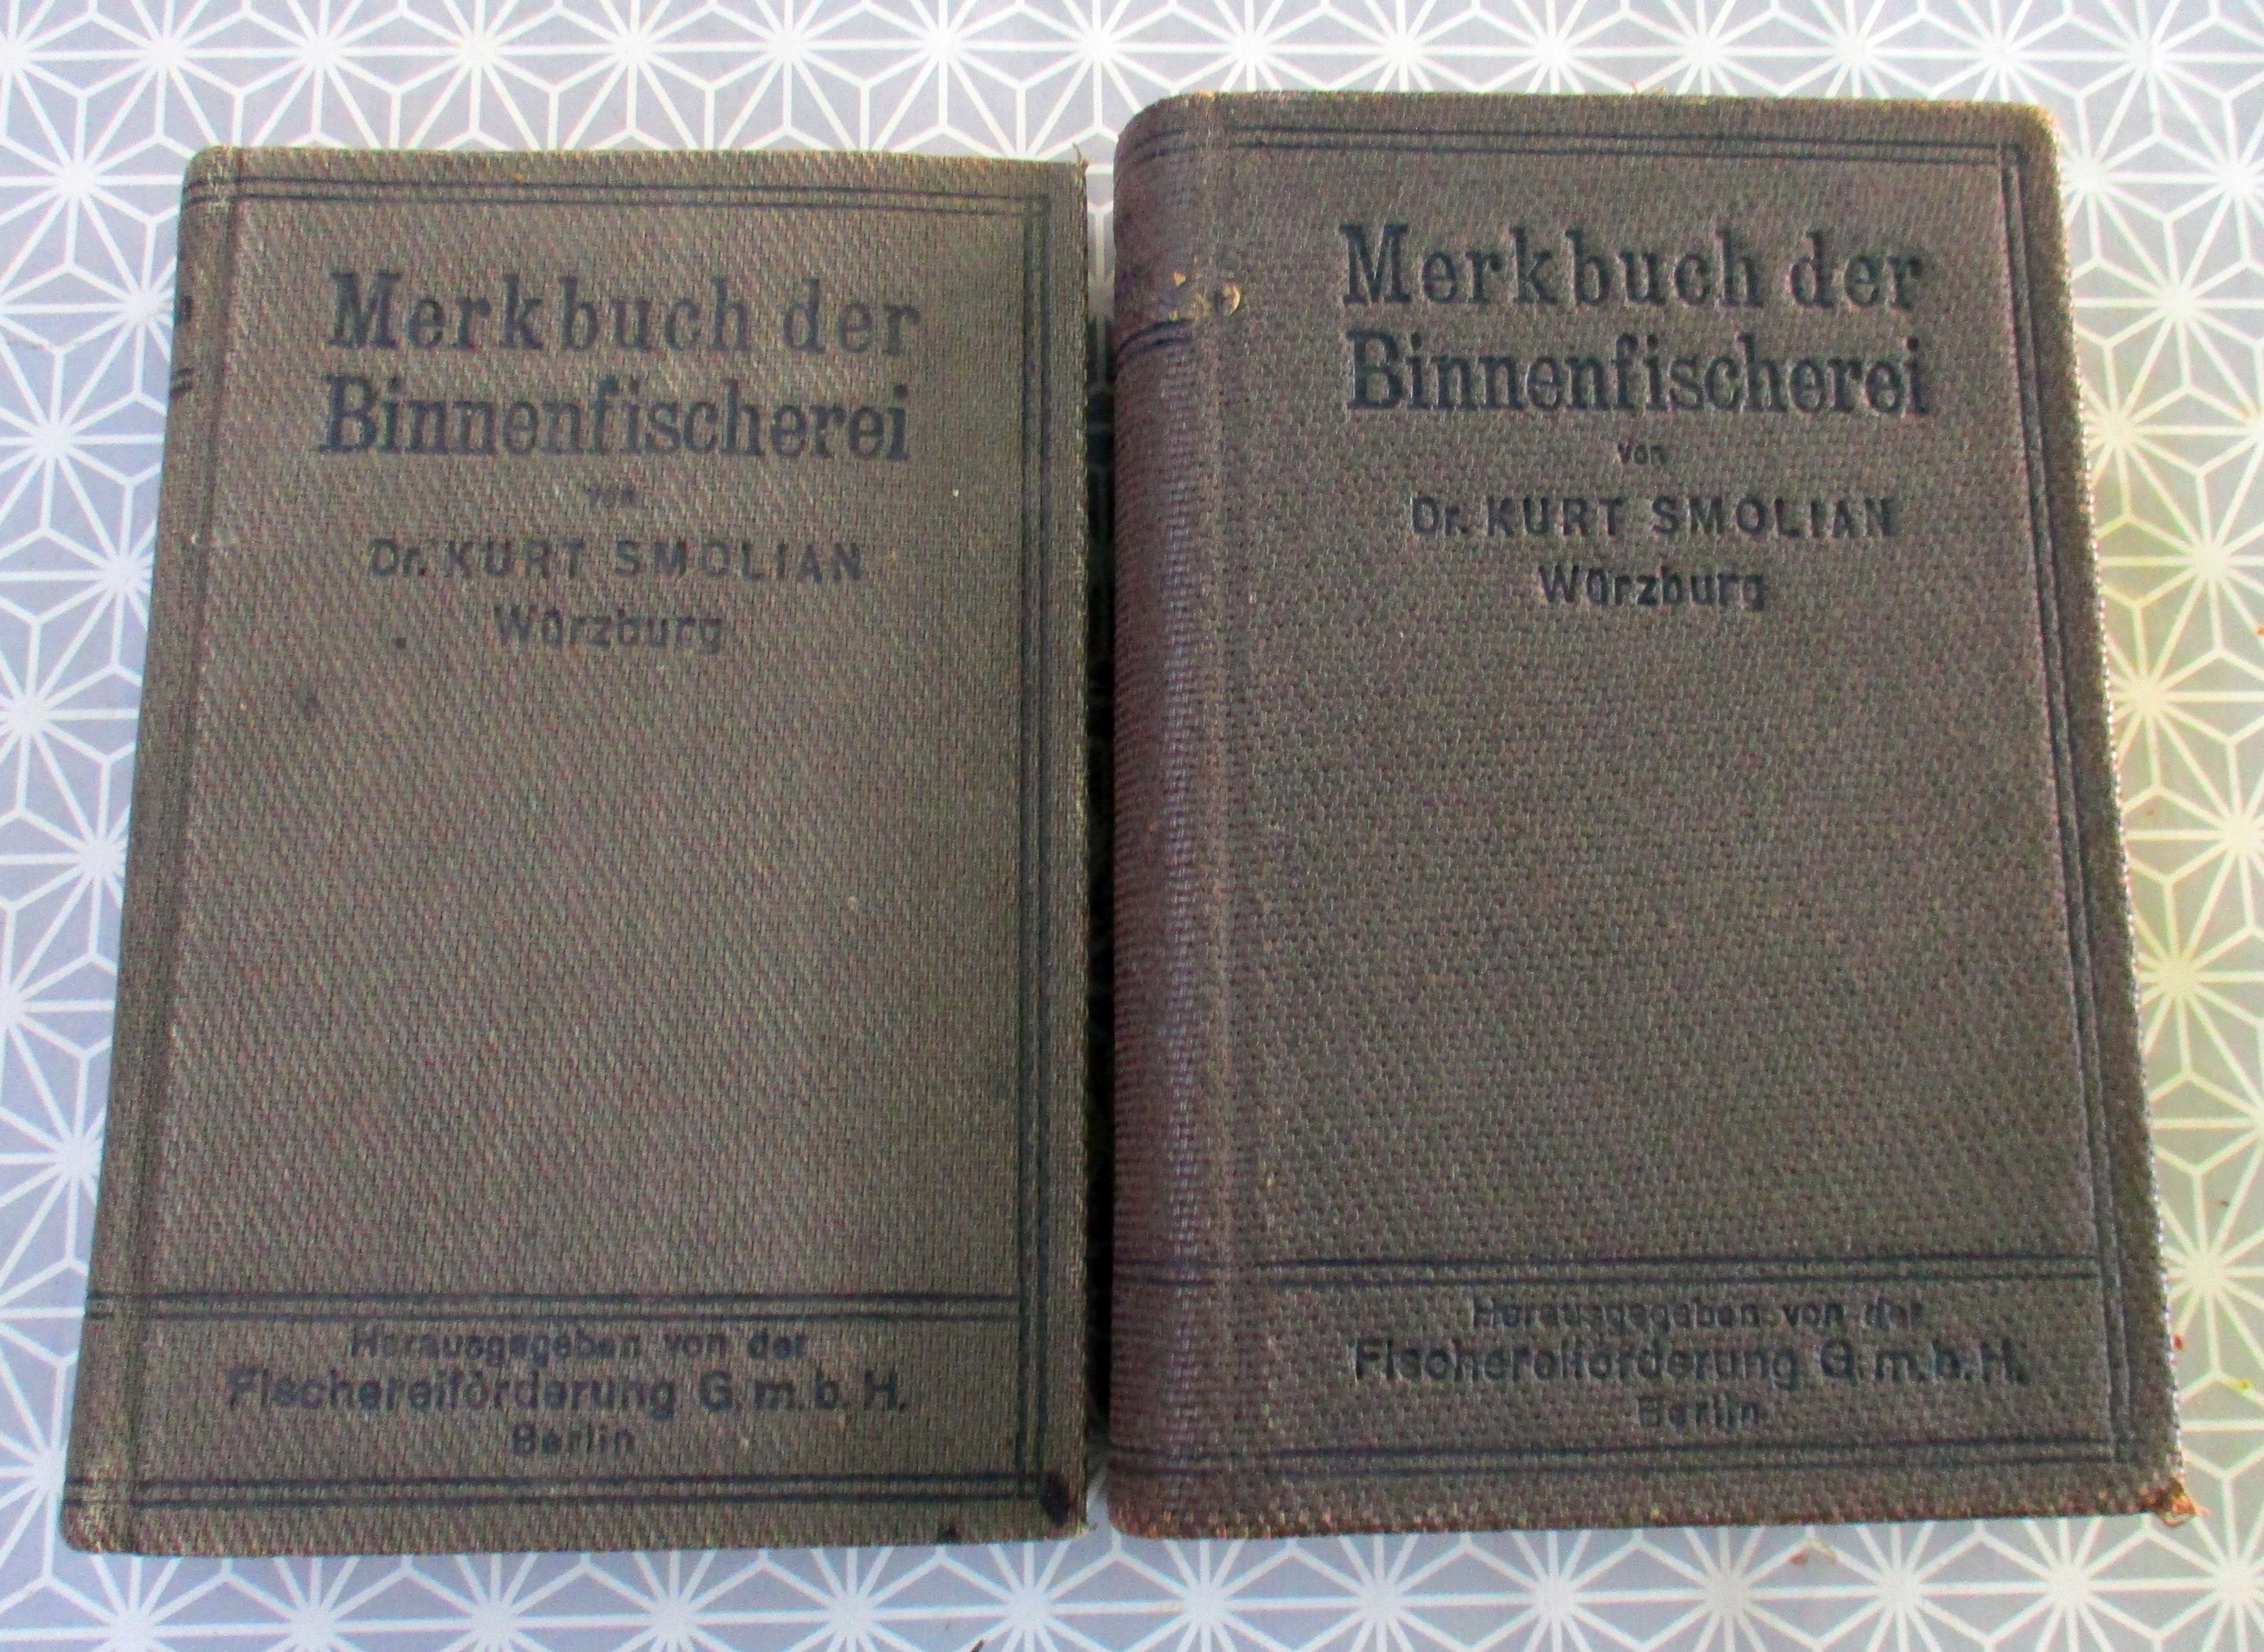 Merkbuch der
Binnenfischerei
von
Dr. KURT SMOLIAN
Würzburg
Herausgegeben von der
Fischereiförderung G.m.b.H.
Berlin
Merkbuch der
Binnenfischerei
von
Dr. KURT SMOLIAN
Würzburg
Herausgegeben von der
Fischereiförderung G.m.b.H.
Berlin